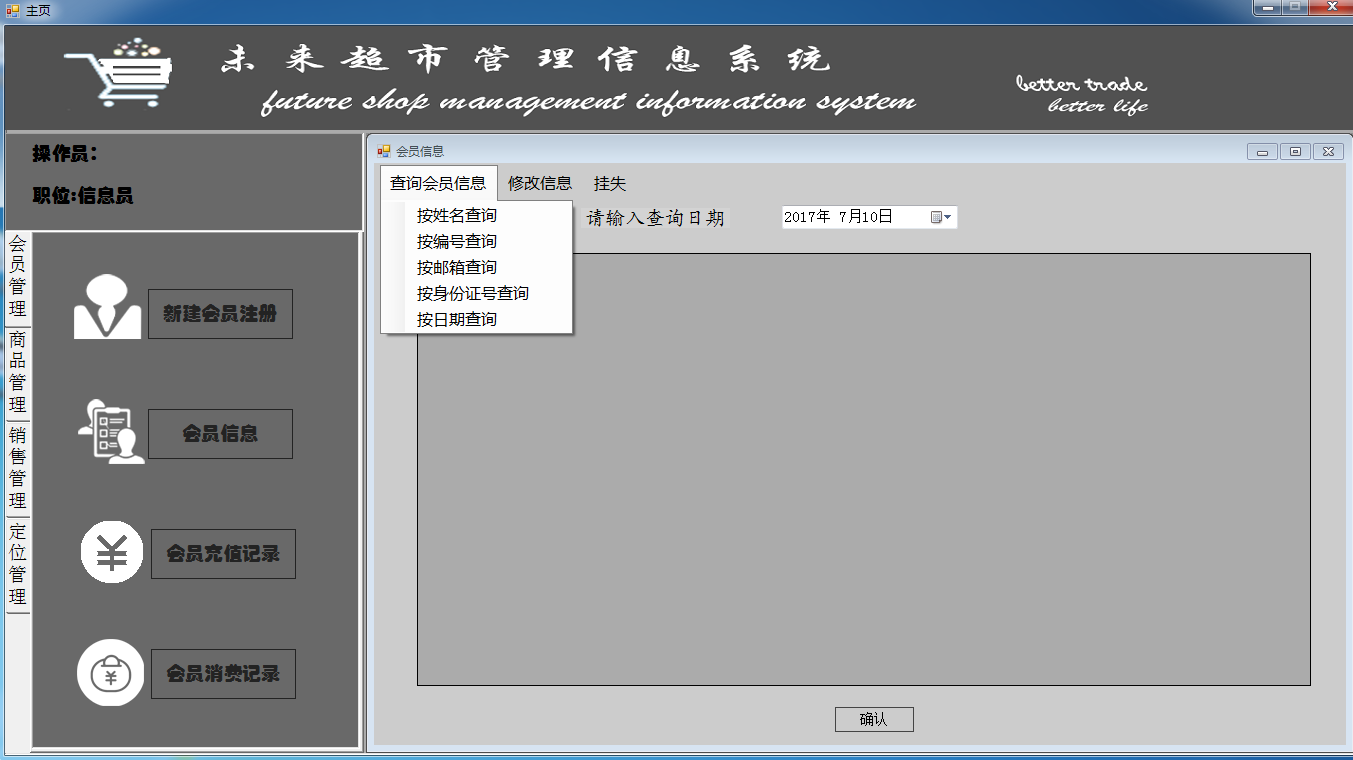 主页
未来超市管理信息系统
future shop management information system
better trade
better life
操作员：
职位:信息员
会员管理
商品管理
销售管理
定位管理
新建会员注册
会员信息
会员充值记录
会员消费记录
会员信息
查询会员信息 修改信息 挂失
按姓名查询
按编号查询
按邮箱查询
按身份证号查询
按日期查询
请输入查询日期 2017年 7月10日
确认